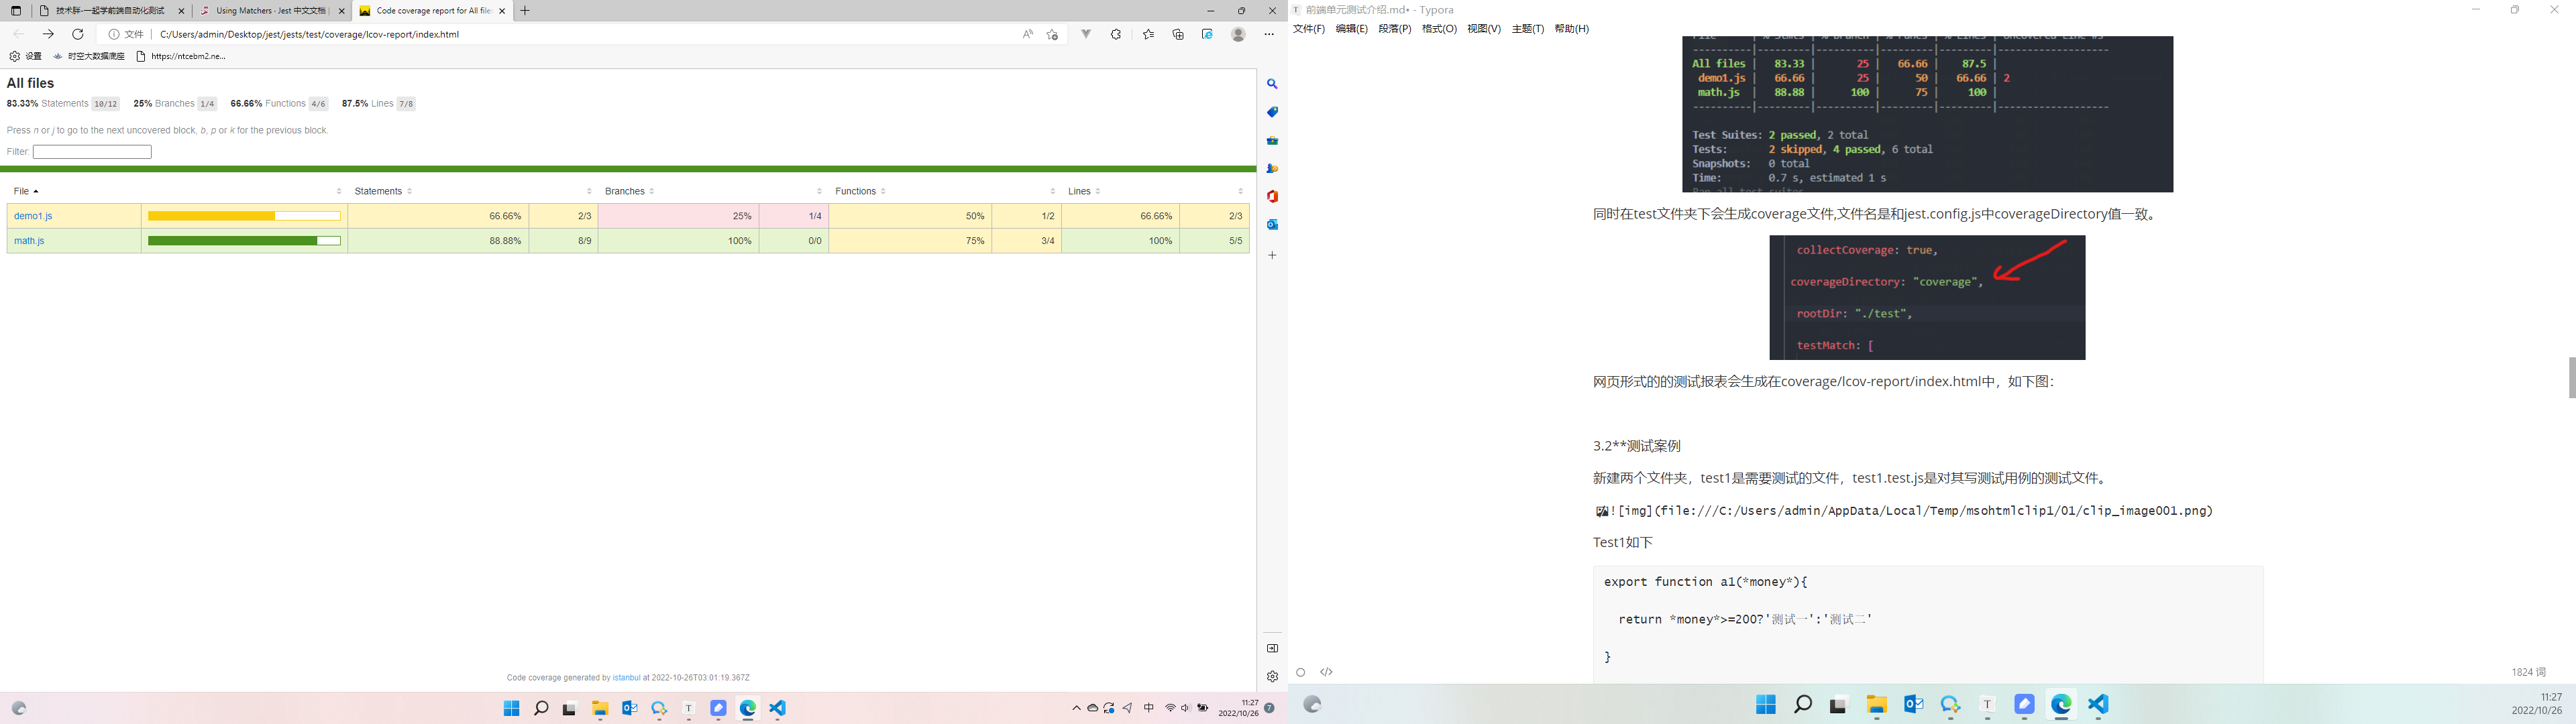 技术胖-一起学前端自动化测试
Using Matchers · Jest 中文文档 |
Code coverage report for All file
文件
C:/Users/admin/Desktop/jest/jests/test/coverage/lcov-report/index.html
设置
时空大数据底座
https://ntcebm2.ne...
All files
83.33% Statements 10/12 25% Branches 1/4 66.66% Functions 4/6 87.5% Lines 7/8
Press n or j to go to the next uncovered block, b, p or k for the previous block.
Filter:
File Statements Branches Functions Lines
demo1.js 66.66% 2/3 25% 1/4 50% 1/2 66.66% 2/3
math.js 88.88% 8/9 100% 0/0 75% 3/4 100% 5/5
Code coverage generated by istanbul at 2022-10-26T03:01:19.367Z
中
11:27
2022/10/26
7
前端单元测试介绍.md• - Typora
文件(F) 编辑(E) 段落(P) 格式(O) 视图(V) 主题(T) 帮助(H)
----------|---------|----------|---------|---------|-------------------
All files | 83.33 | 25 | 66.66 | 87.5 |
demo1.js | 66.66 | 25 | 50 | 66.66 | 2
math.js | 88.88 | 100 | 75 | 100 |
----------|---------|----------|---------|---------|-------------------
Test Suites: 2 passed, 2 total
Tests: 2 skipped, 4 passed, 6 total
Snapshots: 0 total
Time: 0.7 s, estimated 1 s
同时在test文件夹下会生成coverage文件,文件名是和jest.config.js中coverageDirectory值一致。
collectCoverage: true,
coverageDirectory: "coverage",
rootDir: "./test",
testMatch: [
网页形式的的测试报表会生成在coverage/lcov-report/index.html中，如下图：
3.2**测试案例
新建两个文件夹，test1是需要测试的文件，test1.test.js是对其写测试用例的测试文件。
![img](file:///C:/Users/admin/AppData/Local/Temp/msohtmlclip1/01/clip_image001.png)
Test1如下
export function a1(*money*){
return *money*>=200?'测试一':'测试二'
}
1824 词
11:27
2022/10/26